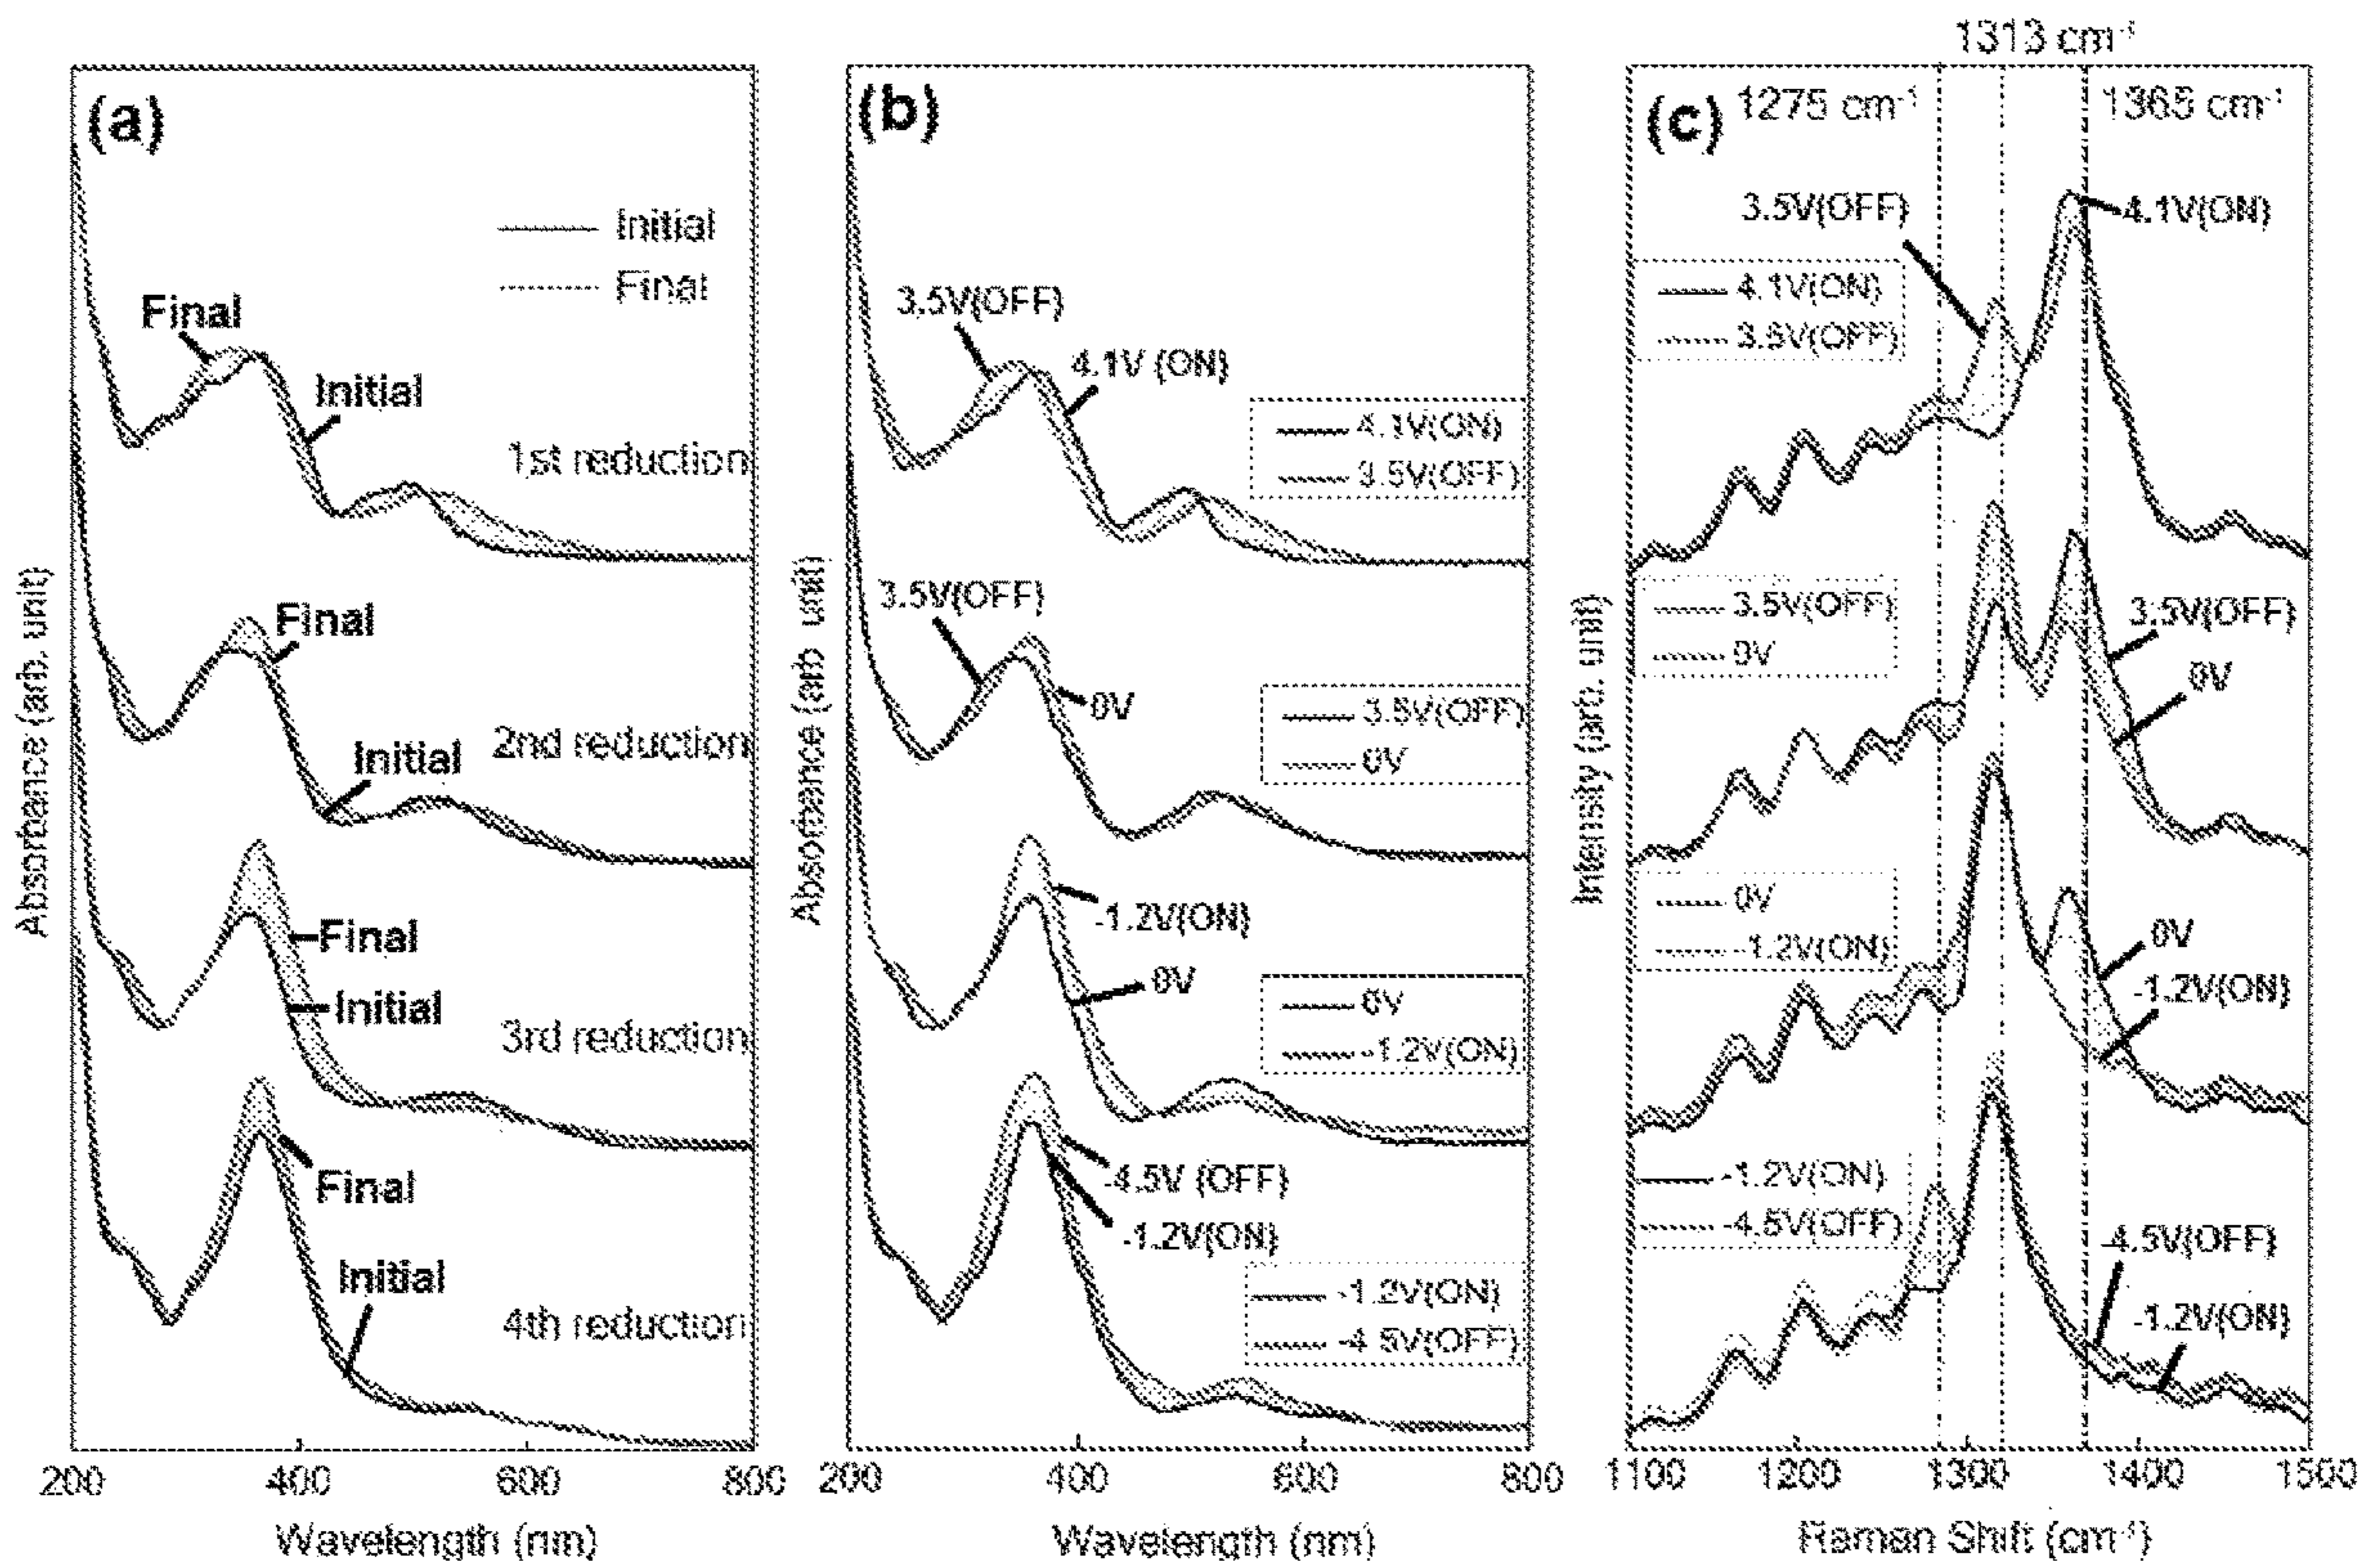 (a)
Initial
Final
Final
Initial
1st reduction
Final
Initial
2nd reduction
Final
Initial
3rd reduction
Final
Initial
4th reduction
Absorbance (arb. unit)
200 400 600 800
Wavelength (nm)
(b)
3.5V(OFF)
4.1V (ON)
4.1V(ON)
3.5V(OFF)
3.5V(OFF)
0V
3.5V(OFF)
0V
-1.2V(ON)
0V
0V
-1.2V(ON)
-4.5V (OFF)
-1.2V(ON)
-1.2V(ON)
-4.5V(OFF)
Absorbance (arb unit)
200 400 600 800
Wavelength (nm)
1313 cm-1
(c) 1275 cm-1 1365 cm-1
3.5V(OFF)
4.1V(ON)
4.1V(ON)
3.5V(OFF)
3.5V(OFF)
0V
3.5V(OFF)
0V
0V
-1.2V(ON)
0V
-1.2V(ON)
-1.2V(ON)
-4.5V(OFF)
-4.5V(OFF)
-1.2V(ON)
Intensity (arb. unit)
1100 1200 1300 1400 1500
Raman Shift (cm-1)